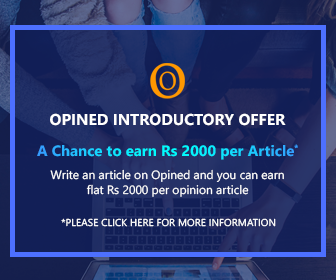 O
OPINED INTRODUCTORY OFFER
A Chance to earn Rs 2000 per Article*
Write an article on Opined and you can earn
flat Rs 2000 per opinion article
*PLEASE CLICK HERE FOR MORE INFORMATION